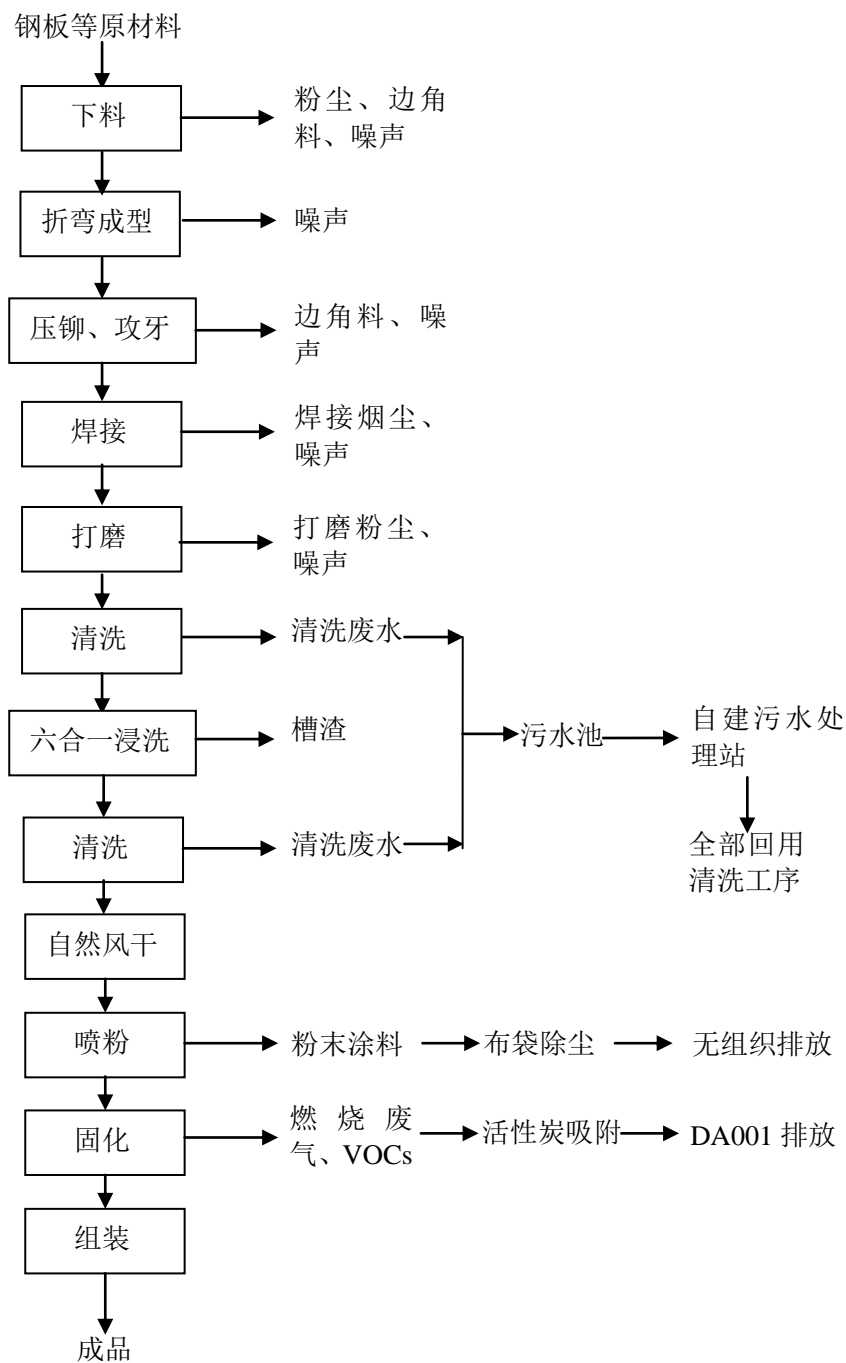 钢板等原材料
下料
粉尘、边角
料、噪声
折弯成型
噪声
压铆、攻牙
边角料、噪
声
焊接
焊接烟尘、
噪声
打磨
打磨粉尘、
噪声
清洗
清洗废水
六合一浸洗
槽渣
污水池
自建污水处
理站
清洗
清洗废水
全部回用
清洗工序
自然风干
喷粉
粉末涂料
布袋除尘
无组织排放
固化
燃烧废
气、VOCs
活性炭吸附
DA001 排放
组装
成品